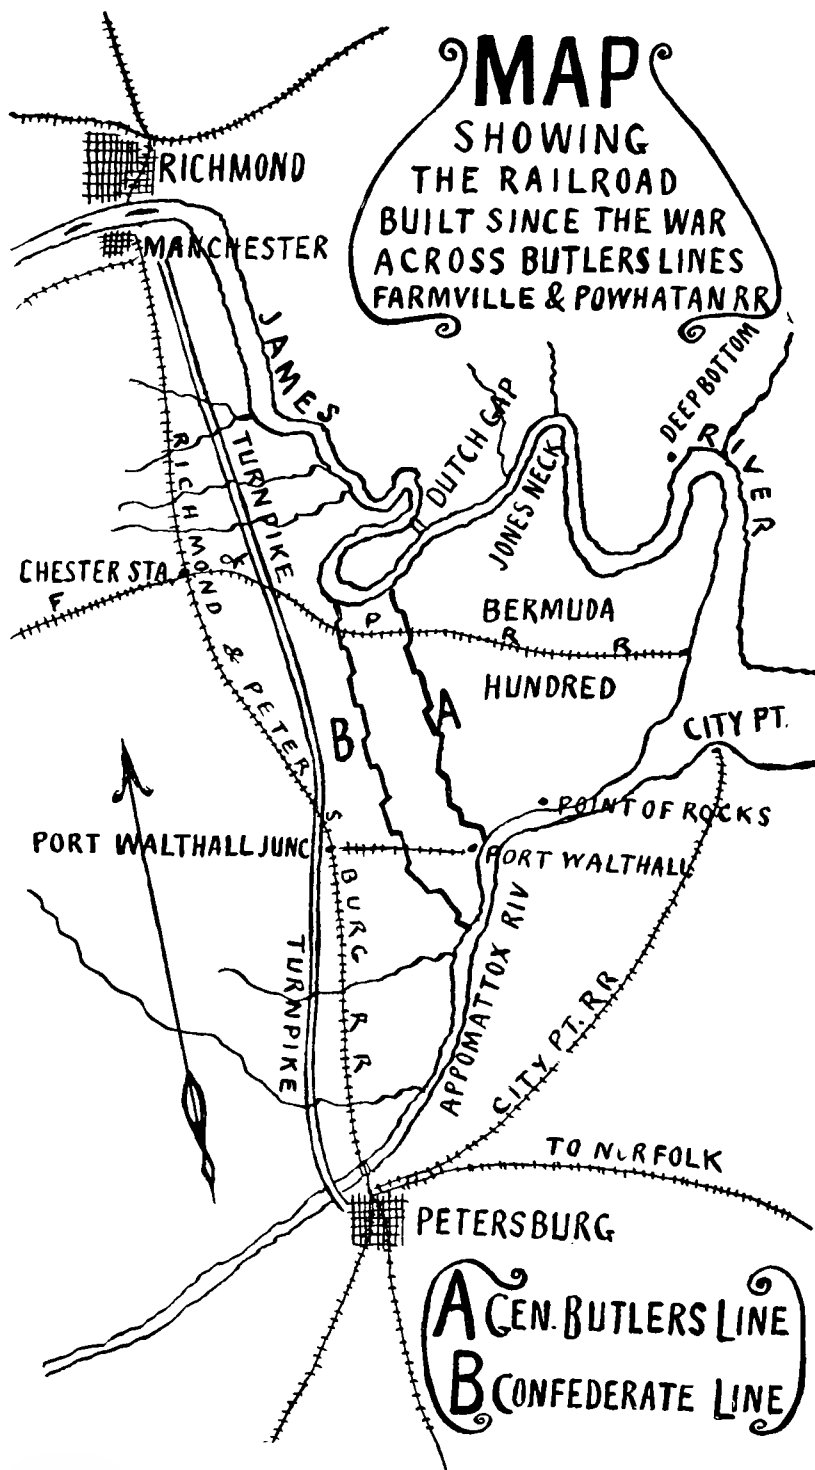 MAP
SHOWING
THE RAILROAD
BUILT SINCE THE WAR
ACROSS BUTLERS LINES
FARMVILLE & POWHATAN RR
RICHMOND
MANCHESTER
JAMES
RIVER
DUTCH GAP
JONES NECK
DEEP BOTTOM
TURNPIKE
RICHMOND & PETERSBURG RR
CHESTER STA.
F & P R R
BERMUDA
HUNDRED
A
B
CITY PT.
POINT OF ROCKS
PORT WALTHALL JUNC
PORT WALTHALL
TURNPIKE
APPOMATTOX RIV
CITY PT. RR
TO NORFOLK
PETERSBURG
A GEN. BUTLERS LINE
B CONFEDERATE LINE